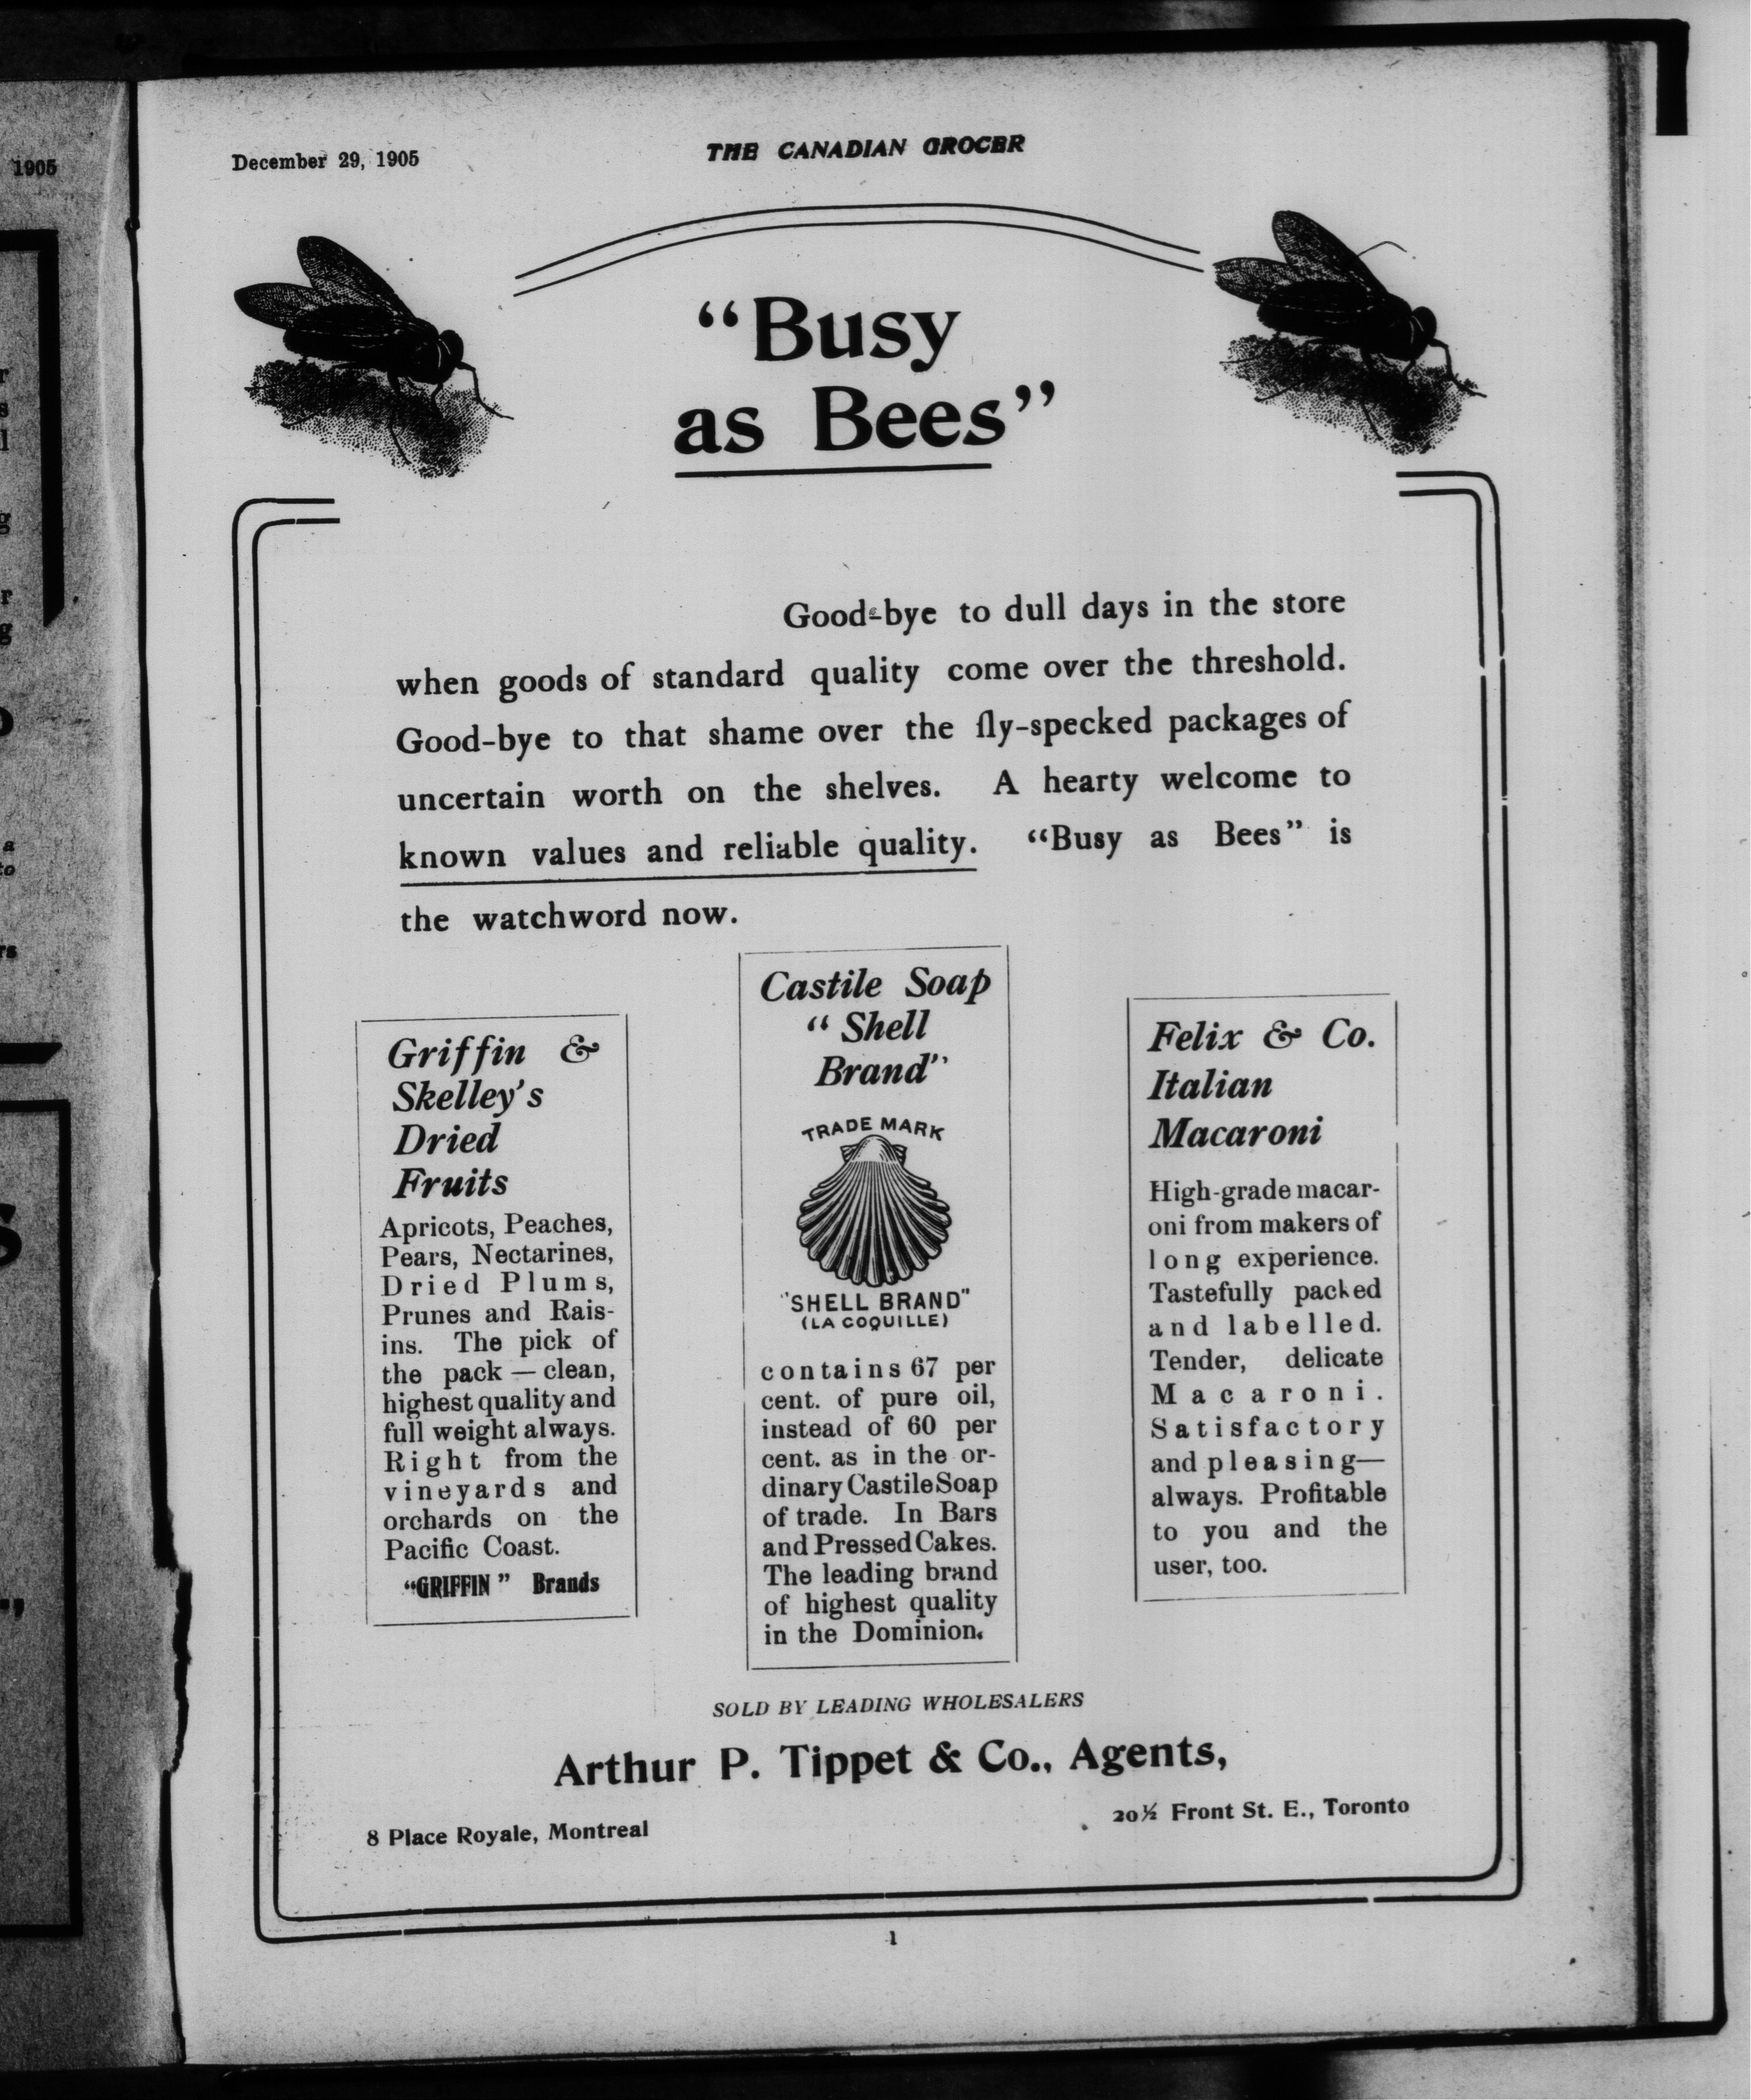 1905
December 29, 1905
THE CANADIAN GROCER
"Busy
as Bees"
Good-bye to dull days in the store
when goods of standard quality come over the threshold.
Good-bye to that shame over the fly-specked packages of
uncertain worth on the shelves. A hearty welcome to
known values and reliable quality. "Busy as Bees" is
the watchword now.
Griffin &
Skelley's
Dried
Fruits
Apricots, Peaches,
Pears, Nectarines,
Dried Plums,
Prunes and Rais-
ins. The pick of
the pack — clean,
highest quality and
full weight always.
Right from the
vineyards and
orchards on the
Pacific Coast.
"GRIFFIN" Brands
Castile Soap
"Shell
Brand"
TRADE MARK
"SHELL BRAND"
(LA COQUILLE)
contains 67 per
cent. of pure oil,
instead of 60 per
cent. as in the or-
dinary Castile Soap
of trade. In Bars
and Pressed Cakes.
The leading brand
of highest quality
in the Dominion.
Felix & Co.
Italian
Macaroni
High-grade macar-
oni from makers of
long experience.
Tastefully packed
and labelled.
Tender, delicate
Macaroni.
Satisfactory
and pleasing—
always. Profitable
to you and the
user, too.
SOLD BY LEADING WHOLESALERS
Arthur P. Tippet & Co., Agents,
8 Place Royale, Montreal
20½ Front St. E., Toronto
1